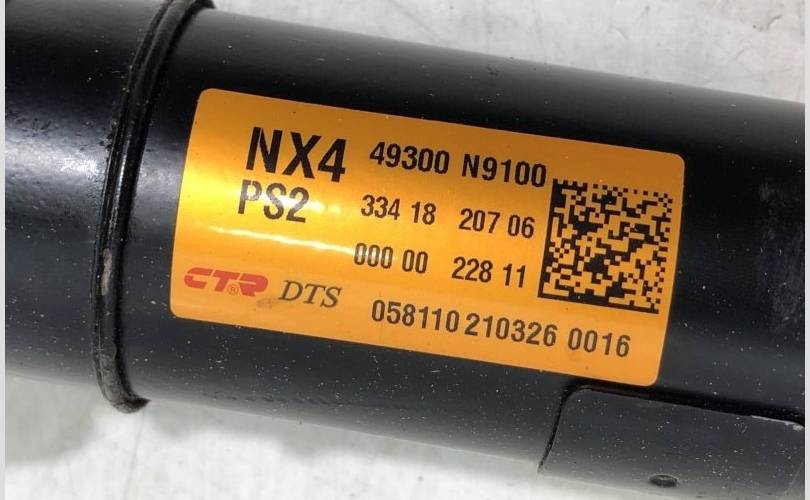 NX4 49300 N9100
PS2 334 18 207 06
000 00 228 11
CTR® DTS 058110 210326 0016